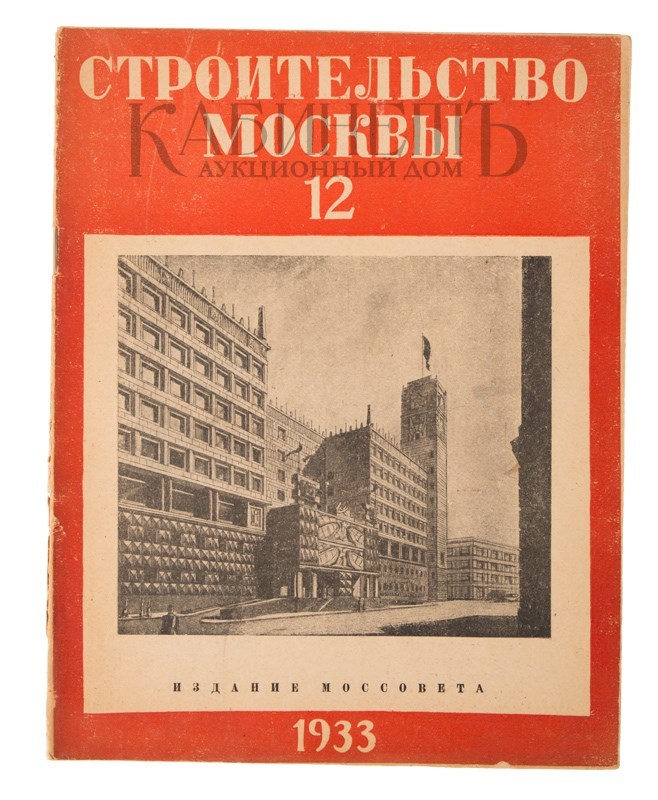 СТРОИТЕЛЬСТВО
МОСКВЫ
КАБИНЕТЪ
АУКЦИОННЫЙ ДОМ
12
ИЗДАНИЕ МОССОВЕТА
1933